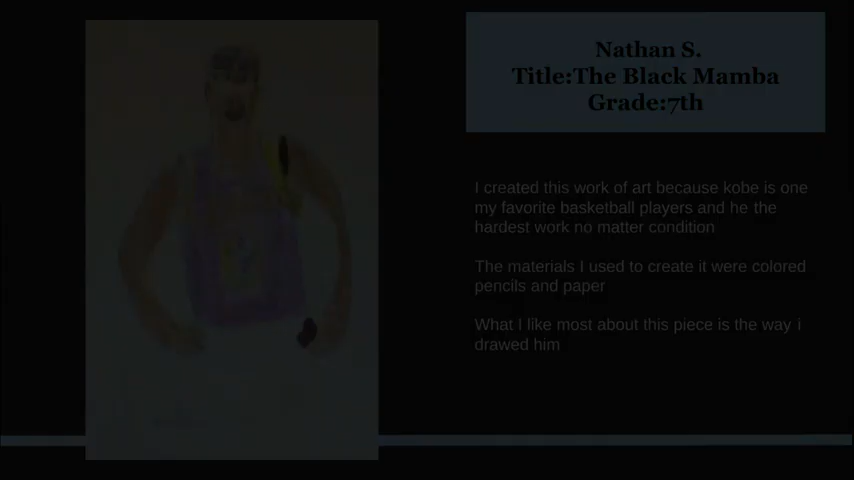 Nathan S.
Title:The Black Mamba
Grade:7th
I created this work of art because kobe is one
my favorite basketball players and he the
hardest work no matter condition
The materials I used to create it were colored
pencils and paper
What I like most about this piece is the way i
drawed him